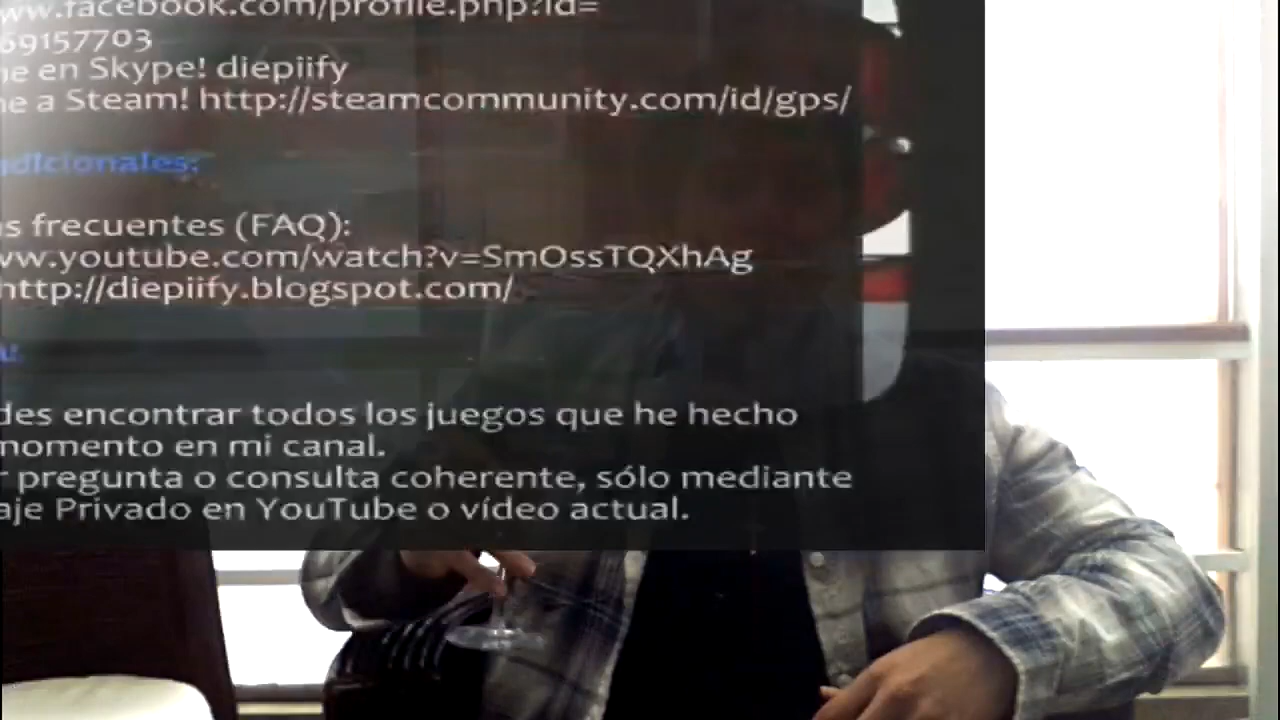 ww.facebook.com/profile.php?id=
69157703
ne en Skype! diepiify
ne a Steam! http://steamcommunity.com/id/gps/
adicionales:
s frecuentes (FAQ):
ww.youtube.com/watch?v=SmOssTQXhAg
http://diepiify.blogspot.com/
a!
des encontrar todos los juegos que he hecho
momento en mi canal.
r pregunta o consulta coherente, sólo mediante
aje Privado en YouTube o vídeo actual.